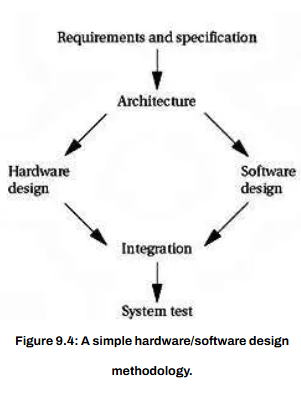 Requirements and specification
Architecture
Hardware
design
Software
design
Integration
System test
Figure 9.4: A simple hardware/software design
methodology.